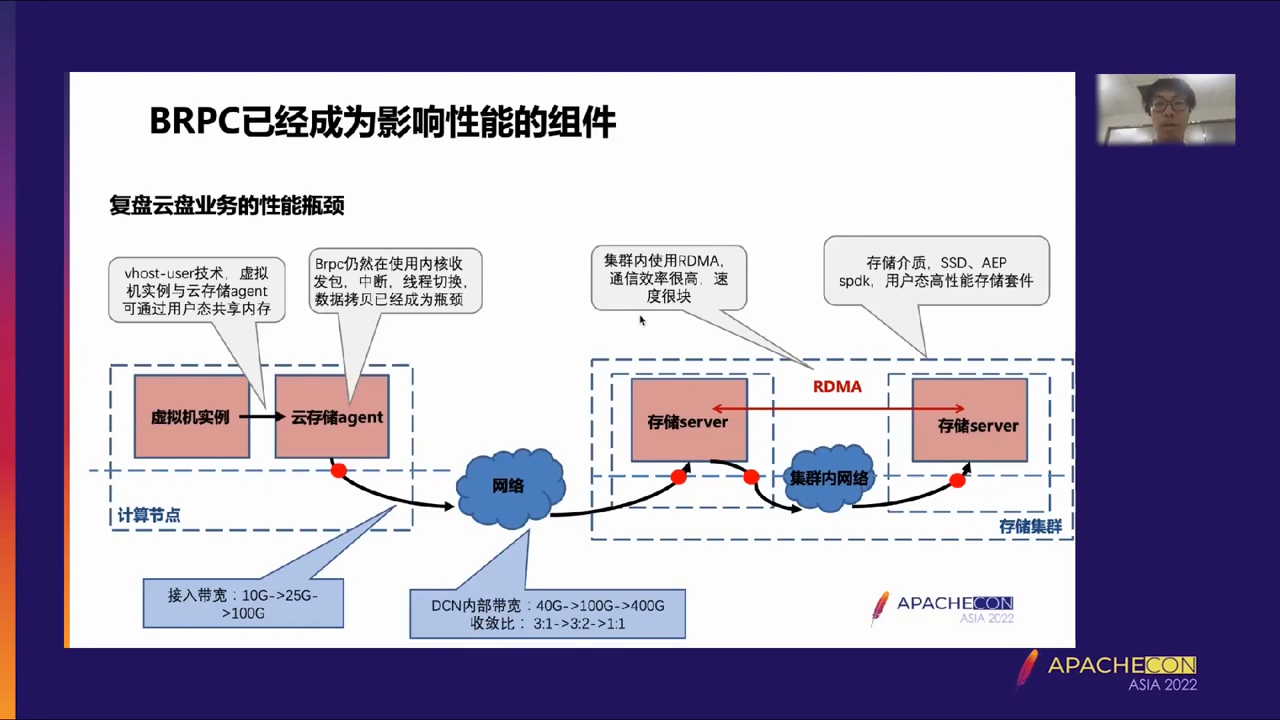 BRPC已经成为影响性能的组件
复盘云盘业务的性能瓶颈
vhost-user技术，虚拟
机实例与云存储agent
可通过用户态共享内存
Brpc仍然在使用内核收
发包，中断，线程切换，
数据拷贝已经成为瓶颈
集群内使用RDMA，
通信效率很高，速
度很块
存储介质，SSD、AEP
spdk，用户态高性能存储套件
虚拟机实例
云存储agent
存储server
RDMA
存储server
网络
集群内网络
计算节点
存储集群
接入带宽：10G->25G-
>100G
DCN内部带宽：40G->100G->400G
收敛比： 3:1->3:2->1:1
APACHECON
ASIA 2022
APACHECON
ASIA 2022